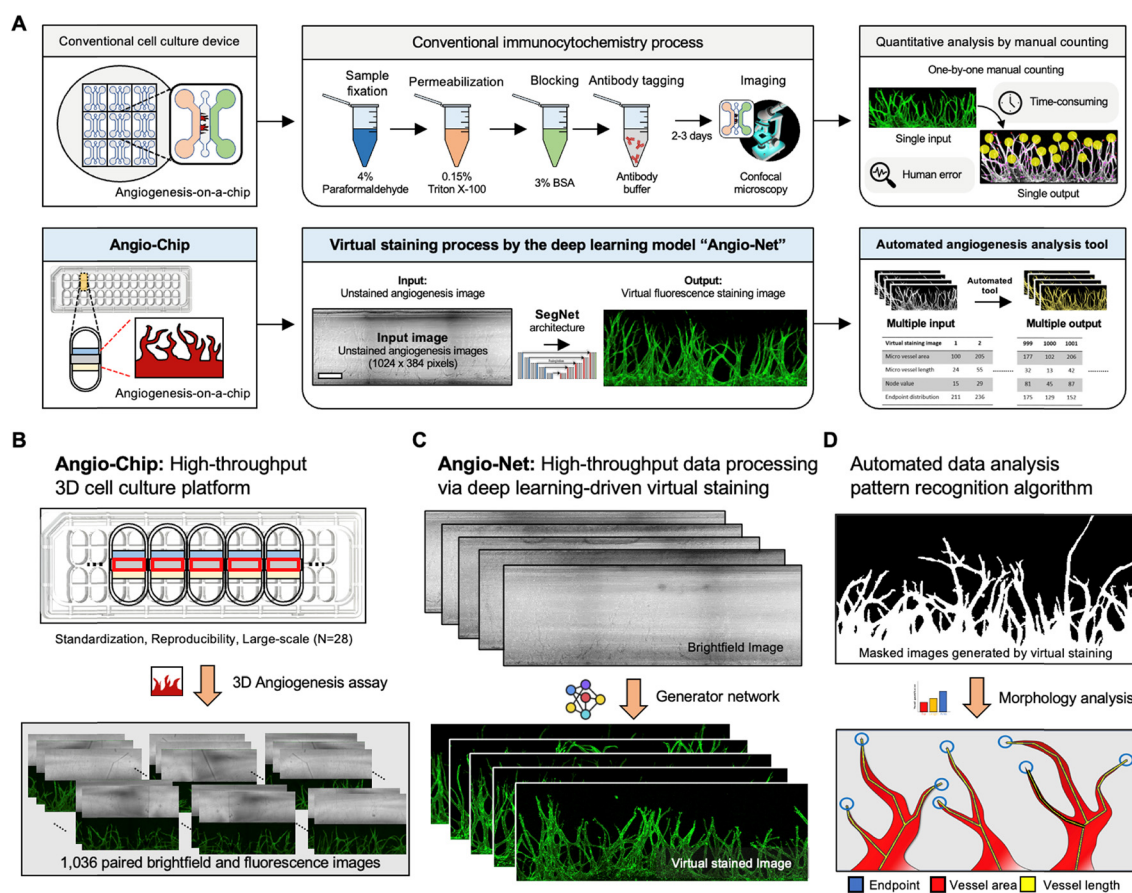 A
Conventional cell culture device
Angiogenesis-on-a-chip
Conventional immunocytochemistry process
Sample
fixation
Permeabilization
Blocking
Antibody tagging
Imaging
2-3 days
4%
Paraformaldehyde
0.15%
Triton X-100
3% BSA
Antibody
buffer
Confocal
microscopy
Quantitative analysis by manual counting
One-by-one manual counting
Time-consuming
Single input
Human error
Single output
Angio-Chip
Angiogenesis-on-a-chip
Virtual staining process by the deep learning model "Angio-Net"
Input:
Unstained angiogenesis image
Output:
Virtual fluorescence staining image
Input image
Unstained angiogenesis images
(1024 x 384 pixels)
SegNet
architecture
Automated angiogenesis analysis tool
Automated
tool
Multiple input
Multiple output
Virtual staining image 1 2 999 1000 1001
Micro vessel area 100 205 177 102 206
Micro vessel length 24 55 ......... 32 13 42 .........
Node value 15 29 81 45 87
Endpoint distribution 211 236 175 129 152
B
Angio-Chip: High-throughput
3D cell culture platform
Standardization, Reproducibility, Large-scale (N=28)
3D Angiogenesis assay
1,036 paired brightfield and fluorescence images
C
Angio-Net: High-throughput data processing
via deep learning-driven virtual staining
Brightfield Image
Generator network
Virtual stained Image
D
Automated data analysis
pattern recognition algorithm
Masked images generated by virtual staining
Morphology analysis
Endpoint
Vessel area
Vessel length